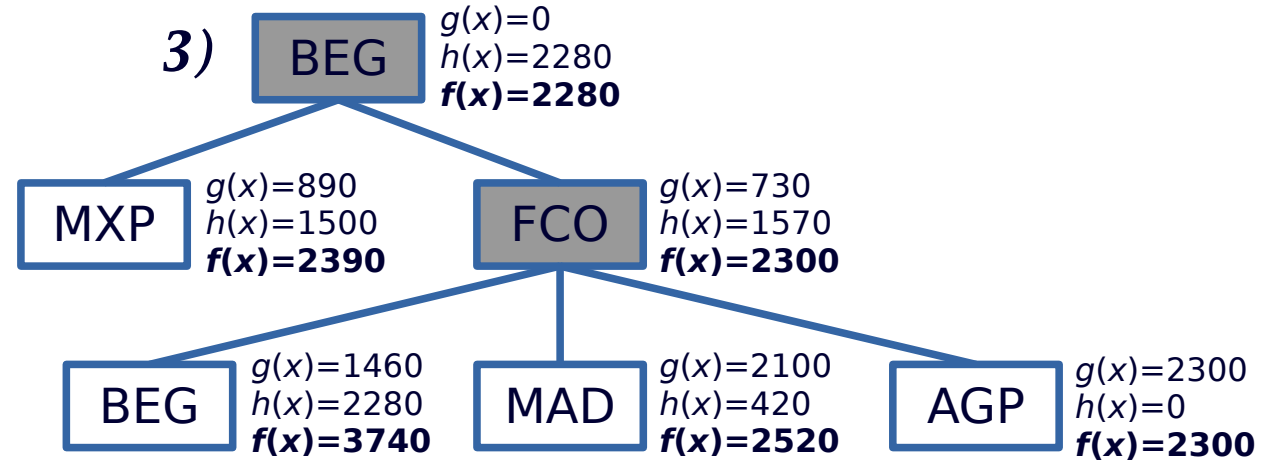 3)
BEG
g(x)=0
h(x)=2280
f(x)=2280
MXP
g(x)=890
h(x)=1500
f(x)=2390
FCO
g(x)=730
h(x)=1570
f(x)=2300
BEG
g(x)=1460
h(x)=2280
f(x)=3740
MAD
g(x)=2100
h(x)=420
f(x)=2520
AGP
g(x)=2300
h(x)=0
f(x)=2300